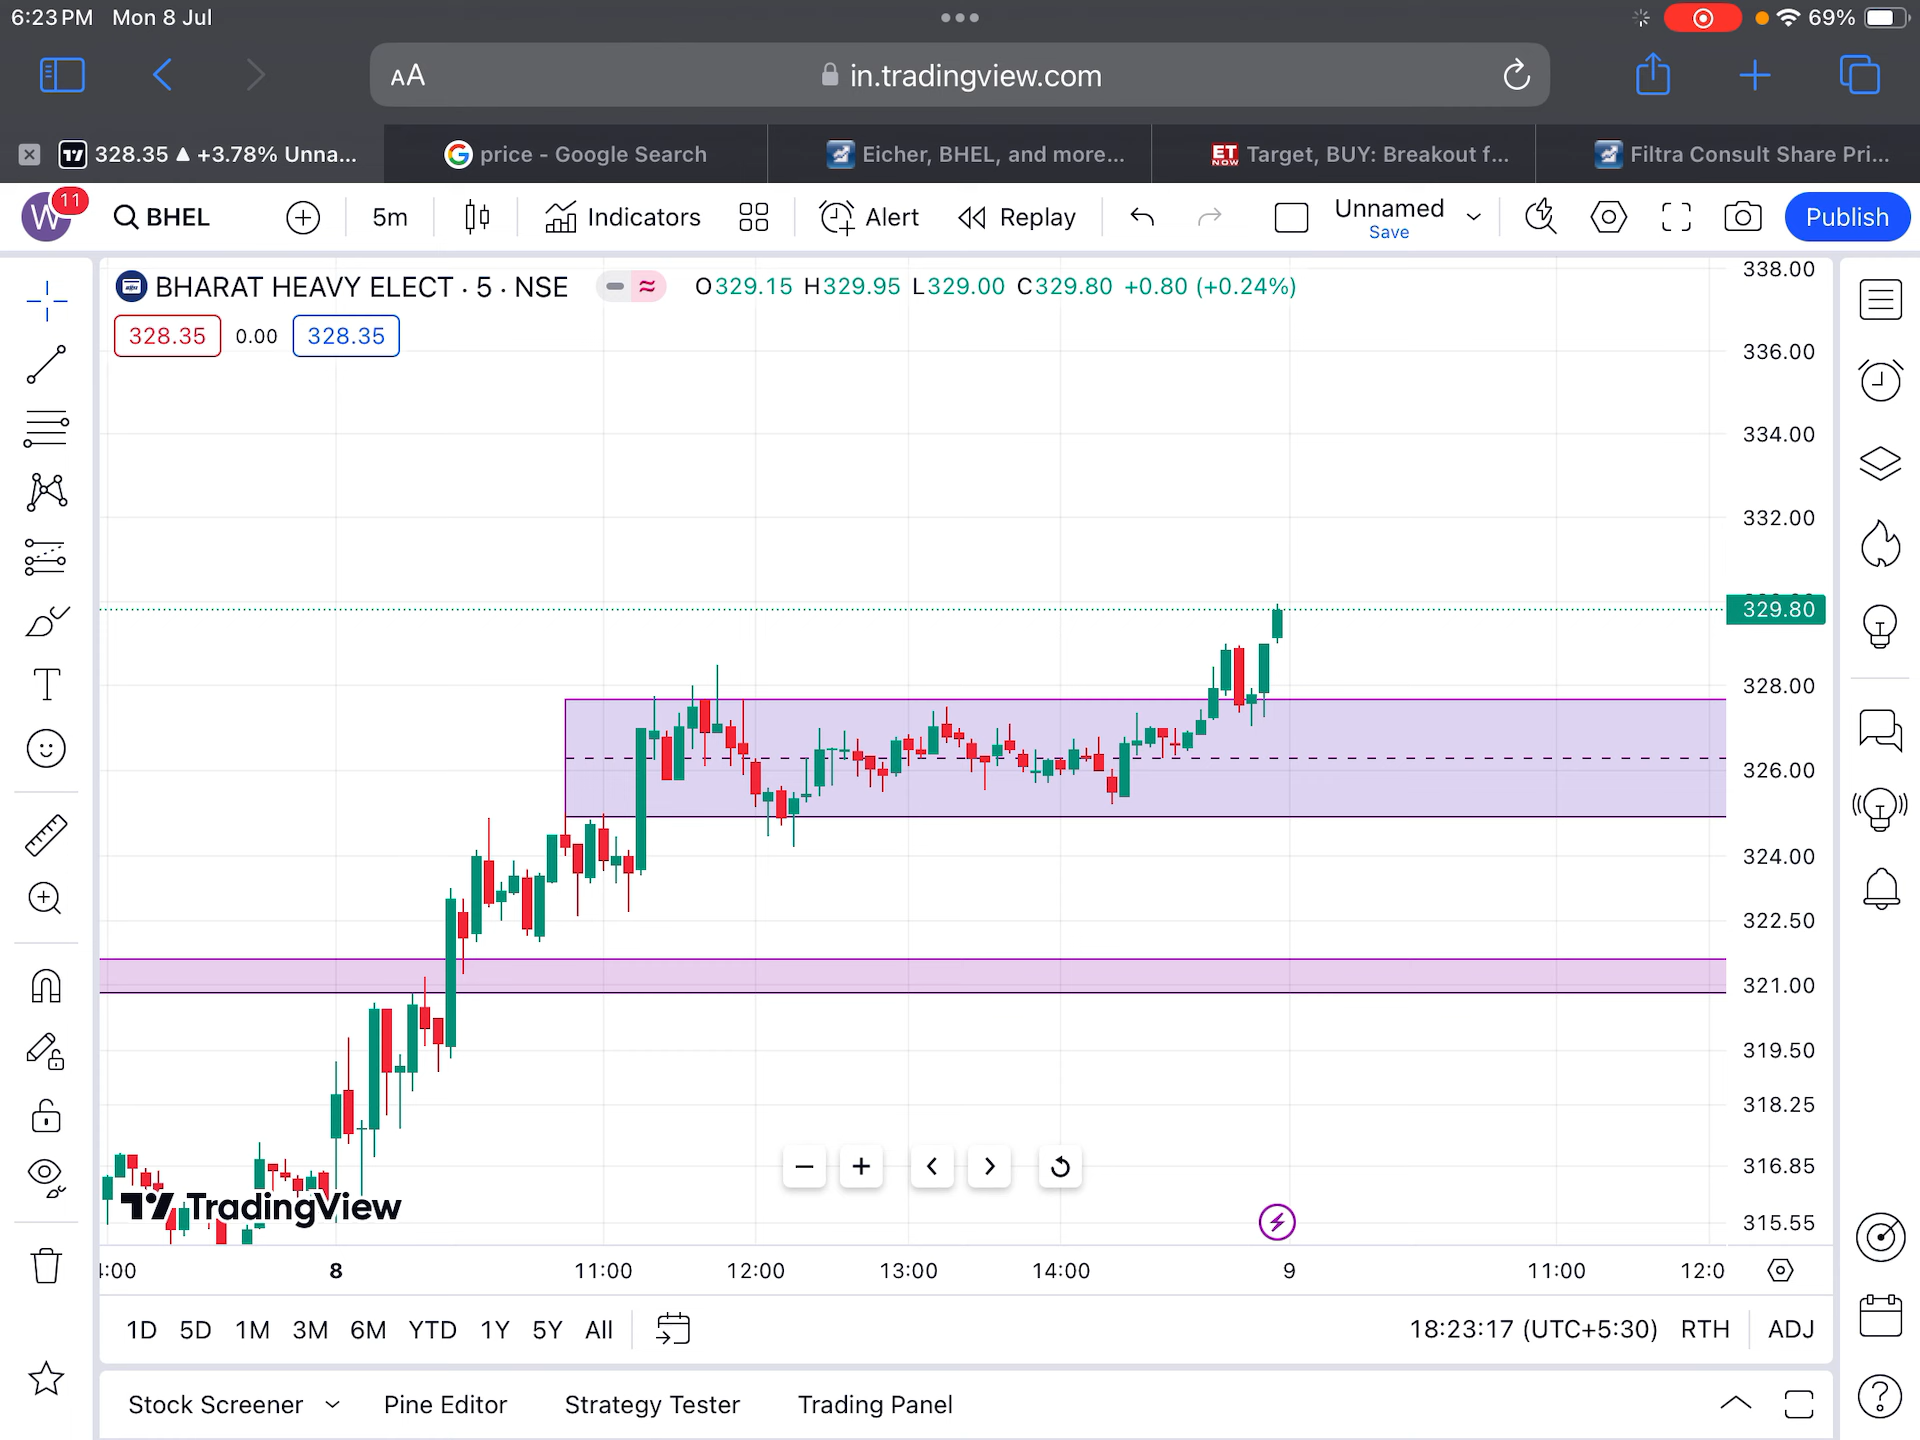 6:23 PM Mon 8 Jul
69%
AA in.tradingview.com
328.35 ▲ +3.78% Unna...
price - Google Search
Eicher, BHEL, and more...
ET NOW Target, BUY: Breakout f...
Filtra Consult Share Pri...
W 11 BHEL 5m Indicators Alert Replay Unnamed Publish
Save
BHARAT HEAVY ELECT · 5 · NSE O329.15 H329.95 L329.00 C329.80 +0.80 (+0.24%)
328.35 0.00 328.35
338.00
336.00
334.00
332.00
329.80
328.00
326.00
324.00
322.50
321.00
319.50
318.25
316.85
315.55
TradingView
4:00 8 11:00 12:00 13:00 14:00 9 11:00 12:0
1D 5D 1M 3M 6M YTD 1Y 5Y All 18:23:17 (UTC+5:30) RTH ADJ
Stock Screener Pine Editor Strategy Tester Trading Panel